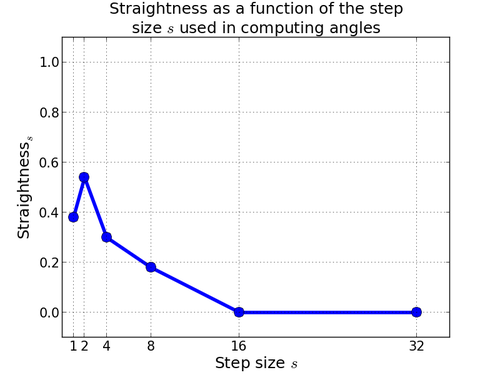 Straightness as a function of the step
size s used in computing angles
Straightness s
1.0
0.8
0.6
0.4
0.2
0.0
1 2 4 8 16 32
Step size s